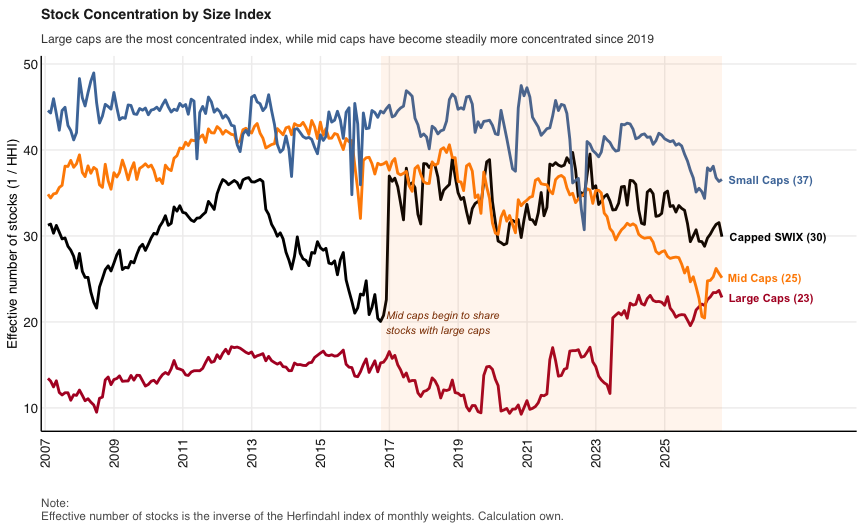 Stock Concentration by Size Index
Large caps are the most concentrated index, while mid caps have become steadily more concentrated since 2019
Effective number of stocks (1 / HHI)
50
40
30
20
10
Small Caps (37)
Capped SWIX (30)
Mid Caps (25)
Large Caps (23)
Mid caps begin to share
stocks with large caps
2007
2009
2011
2013
2015
2017
2019
2021
2023
2025
Note:
Effective number of stocks is the inverse of the Herfindahl index of monthly weights. Calculation own.